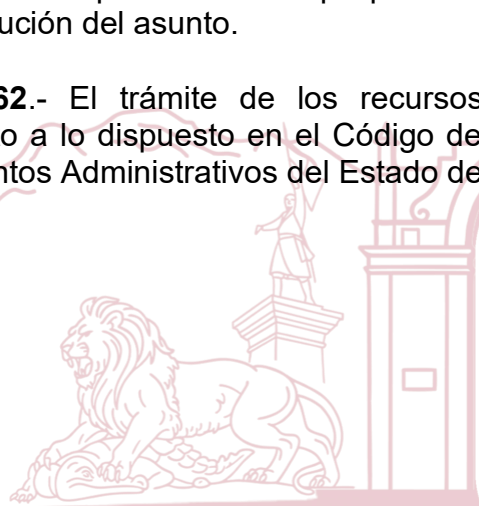 ución del asunto.
62.- El trámite de los recursos
o a lo dispuesto en el Código de
ntos Administrativos del Estado de